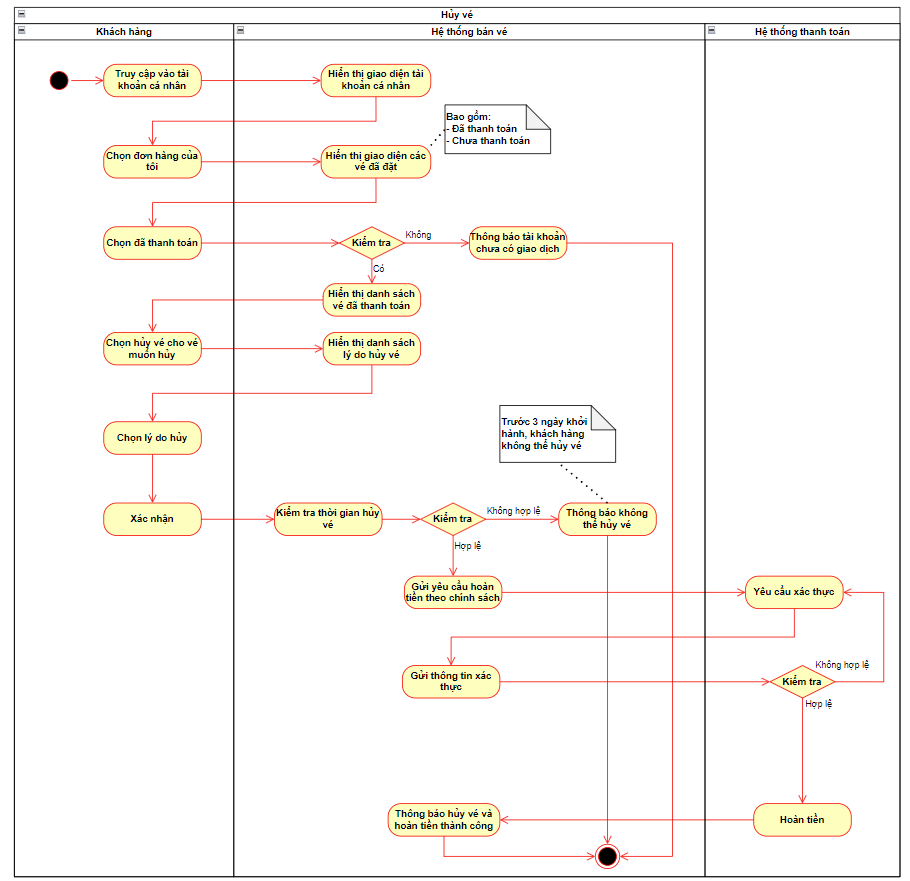 Hủy vé
Khách hàng
Hệ thống bán vé
Hệ thống thanh toán
Truy cập vào tài
khoản cá nhân
Hiển thị giao diện tài
khoản cá nhân
Bao gồm:
- Đã thanh toán
- Chưa thanh toán
Chọn đơn hàng của
tôi
Hiển thị giao diện các
vé đã đặt
Chọn đã thanh toán
Kiểm tra
Không
Thông báo tài khoản
chưa có giao dịch
Có
Hiển thị danh sách
vé đã thanh toán
Chọn hủy vé cho vé
muốn hủy
Hiển thị danh sách
lý do hủy vé
Trước 3 ngày khởi
hành, khách hàng
không thể hủy vé
Chọn lý do hủy
Xác nhận
Kiểm tra thời gian hủy
vé
Kiểm tra
Không hợp lệ
Thông báo không
thể hủy vé
Hợp lệ
Gửi yêu cầu hoàn
tiền theo chính sách
Yêu cầu xác thực
Gửi thông tin xác
thực
Không hợp lệ
Kiểm tra
Hợp lệ
Thông báo hủy vé và
hoàn tiền thành công
Hoàn tiền